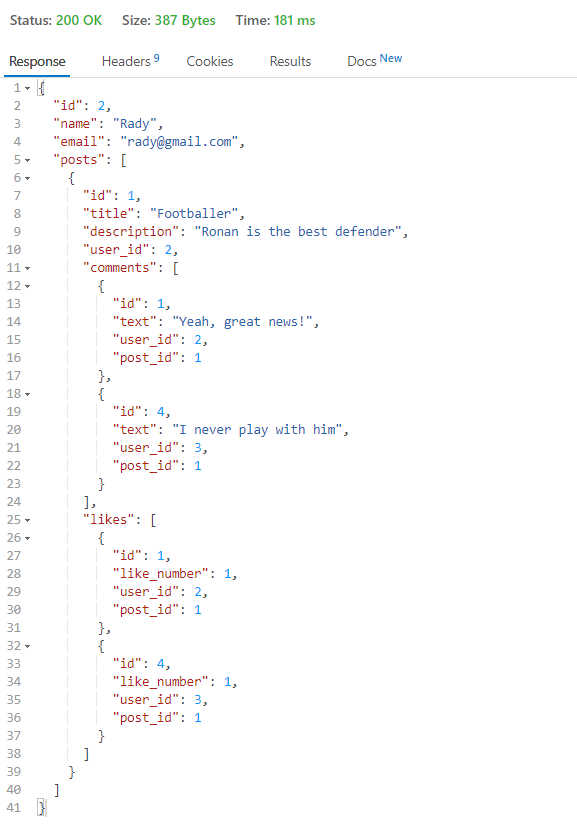 Status: 200 OK Size: 387 Bytes Time: 181 ms
Response Headers 9 Cookies Results Docs New
1 {
2 "id": 2,
3 "name": "Rady",
4 "email": "rady@gmail.com",
5 "posts": [
6 {
7 "id": 1,
8 "title": "Footballer",
9 "description": "Ronan is the best defender",
10 "user_id": 2,
11 "comments": [
12 {
13 "id": 1,
14 "text": "Yeah, great news!",
15 "user_id": 2,
16 "post_id": 1
17 },
18 {
19 "id": 4,
20 "text": "I never play with him",
21 "user_id": 3,
22 "post_id": 1
23 }
24 ],
25 "likes": [
26 {
27 "id": 1,
28 "like_number": 1,
29 "user_id": 2,
30 "post_id": 1
31 },
32 {
33 "id": 4,
34 "like_number": 1,
35 "user_id": 3,
36 "post_id": 1
37 }
38 ]
39 }
40 ]
41 }